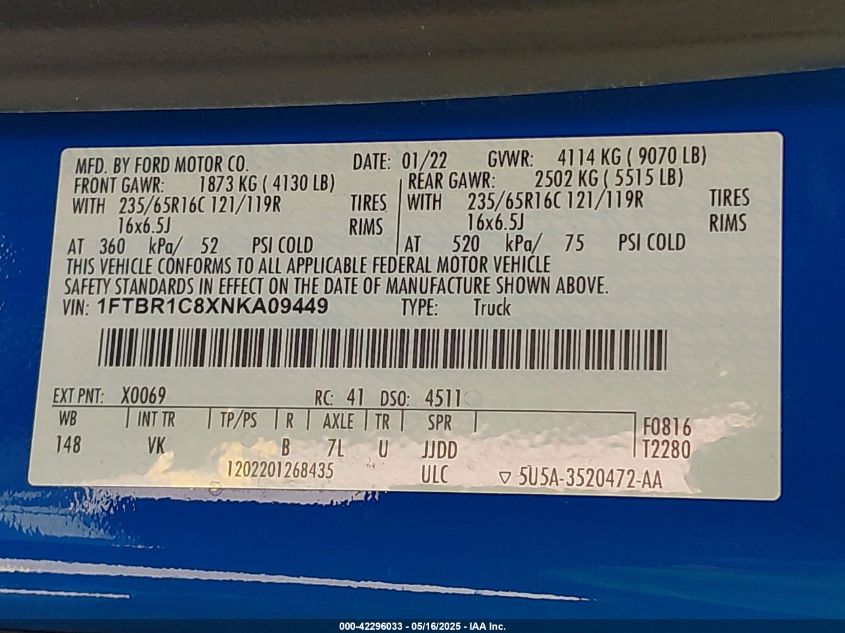 MFD. BY FORD MOTOR CO. DATE: 01/22 GVWR: 4114 KG ( 9070 LB)
FRONT GAWR: 1873 KG ( 4130 LB) REAR GAWR: 2502 KG ( 5515 LB)
WITH 235/65R16C 121/119R TIRES WITH 235/65R16C 121/119R TIRES
16x6.5J RIMS 16x6.5J RIMS
AT 360 kPa/ 52 PSI COLD AT 520 kPa/ 75 PSI COLD
THIS VEHICLE CONFORMS TO ALL APPLICABLE FEDERAL MOTOR VEHICLE
SAFETY STANDARDS IN EFFECT ON THE DATE OF MANUFACTURE SHOWN ABOVE.
VIN: 1FTBR1C8XNKA09449 TYPE: Truck
EXT PNT: X0069 RC: 41 DSO: 4511
WB INT TR TP/PS R AXLE TR SPR F0816
148 VK B 7L U JJDD T2280
1202201268435 ULC 5U5A-3520472-AA
000-42296033 - 05/16/2025 - IAA Inc.